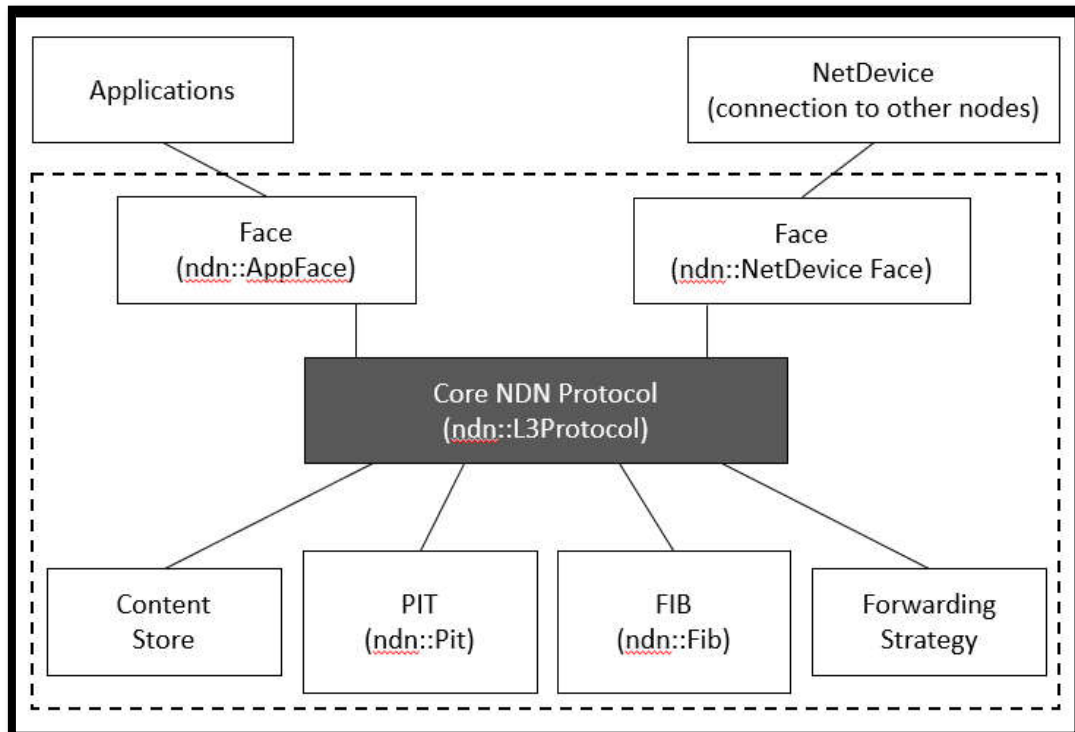 Applications
NetDevice
(connection to other nodes)
Face
(ndn::AppFace)
Face
(ndn::NetDevice Face)
Core NDN Protocol
(ndn::L3Protocol)
Content
Store
PIT
(ndn::Pit)
FIB
(ndn::Fib)
Forwarding
Strategy